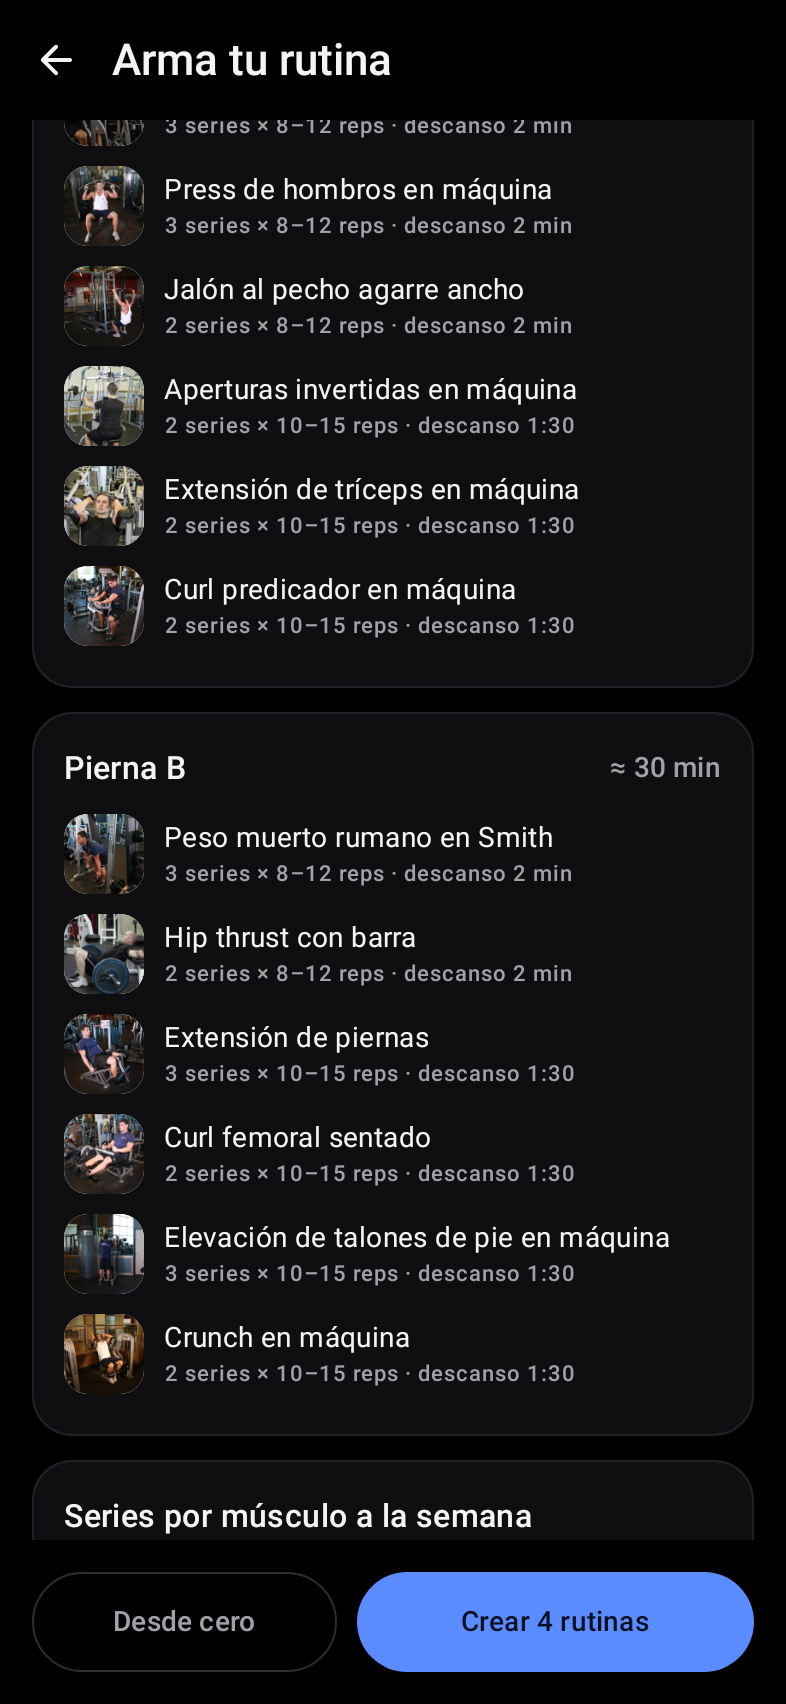 Arma tu rutina
3 series × 8–12 reps · descanso 2 min
Press de hombros en máquina
3 series × 8–12 reps · descanso 2 min
Jalón al pecho agarre ancho
2 series × 8–12 reps · descanso 2 min
Aperturas invertidas en máquina
2 series × 10–15 reps · descanso 1:30
Extensión de tríceps en máquina
2 series × 10–15 reps · descanso 1:30
Curl predicador en máquina
2 series × 10–15 reps · descanso 1:30
Pierna B ≈ 30 min
Peso muerto rumano en Smith
3 series × 8–12 reps · descanso 2 min
Hip thrust con barra
2 series × 8–12 reps · descanso 2 min
Extensión de piernas
3 series × 10–15 reps · descanso 1:30
Curl femoral sentado
2 series × 10–15 reps · descanso 1:30
Elevación de talones de pie en máquina
3 series × 10–15 reps · descanso 1:30
Crunch en máquina
2 series × 10–15 reps · descanso 1:30
Series por músculo a la semana
Desde cero Crear 4 rutinas